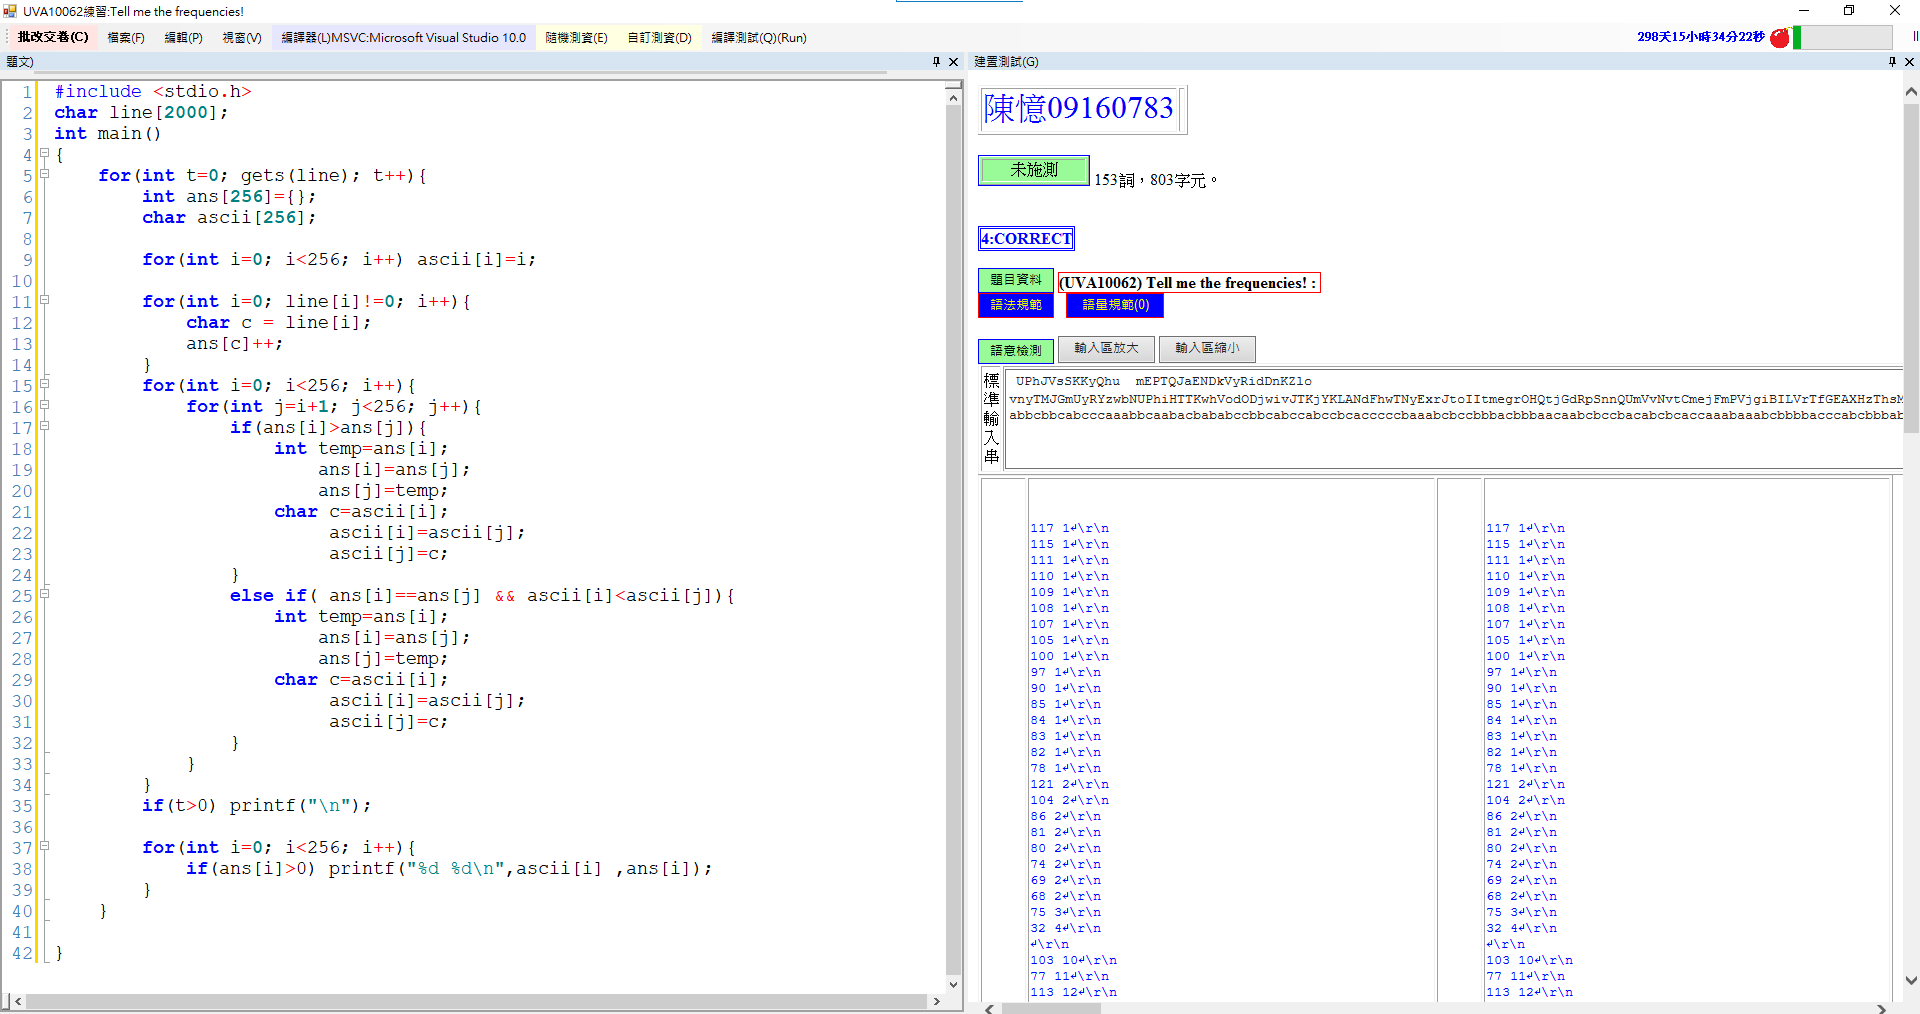 UVA10062練習:Tell me the frequencies!
批改交卷(C) 檔案(F) 編輯(P) 視窗(V) 編譯器(L)MSVC:Microsoft Visual Studio 10.0 隨機測資(E) 自訂測資(D) 編譯測試(Q)(Run) 298天15小時34分22秒
題文)
1 #include <stdio.h>
2 char line[2000];
3 int main()
4 {
5 for(int t=0; gets(line); t++){
6 int ans[256]={};
7 char ascii[256];
8
9 for(int i=0; i<256; i++) ascii[i]=i;
10
11 for(int i=0; line[i]!=0; i++){
12 char c = line[i];
13 ans[c]++;
14 }
15 for(int i=0; i<256; i++){
16 for(int j=i+1; j<256; j++){
17 if(ans[i]>ans[j]){
18 int temp=ans[i];
19 ans[i]=ans[j];
20 ans[j]=temp;
21 char c=ascii[i];
22 ascii[i]=ascii[j];
23 ascii[j]=c;
24 }
25 else if( ans[i]==ans[j] && ascii[i]<ascii[j]){
26 int temp=ans[i];
27 ans[i]=ans[j];
28 ans[j]=temp;
29 char c=ascii[i];
30 ascii[i]=ascii[j];
31 ascii[j]=c;
32 }
33 }
34 }
35 if(t>0) printf("\n");
36
37 for(int i=0; i<256; i++){
38 if(ans[i]>0) printf("%d %d\n",ascii[i] ,ans[i]);
39 }
40 }
41
42 }
建置測試(G)
陳憶09160783
未施測 153詞，803字元。
4:CORRECT
題目資料 (UVA10062) Tell me the frequencies! :
語法規範 語量規範(0)
語意檢測 輸入區放大 輸入區縮小
標準輸入串
UPhJVsSKKyQhu mEPTQJaENDkVyRidDnKZlo
117 1↲\r\n 117 1↲\r\n
115 1↲\r\n 115 1↲\r\n
111 1↲\r\n 111 1↲\r\n
110 1↲\r\n 110 1↲\r\n
109 1↲\r\n 109 1↲\r\n
108 1↲\r\n 108 1↲\r\n
107 1↲\r\n 107 1↲\r\n
105 1↲\r\n 105 1↲\r\n
100 1↲\r\n 100 1↲\r\n
97 1↲\r\n 97 1↲\r\n
90 1↲\r\n 90 1↲\r\n
85 1↲\r\n 85 1↲\r\n
84 1↲\r\n 84 1↲\r\n
83 1↲\r\n 83 1↲\r\n
82 1↲\r\n 82 1↲\r\n
78 1↲\r\n 78 1↲\r\n
121 2↲\r\n 121 2↲\r\n
104 2↲\r\n 104 2↲\r\n
86 2↲\r\n 86 2↲\r\n
81 2↲\r\n 81 2↲\r\n
80 2↲\r\n 80 2↲\r\n
74 2↲\r\n 74 2↲\r\n
69 2↲\r\n 69 2↲\r\n
68 2↲\r\n 68 2↲\r\n
75 3↲\r\n 75 3↲\r\n
32 4↲\r\n 32 4↲\r\n
↲\r\n ↲\r\n
103 10↲\r\n 103 10↲\r\n
77 11↲\r\n 77 11↲\r\n
113 12↲\r\n 113 12↲\r\n